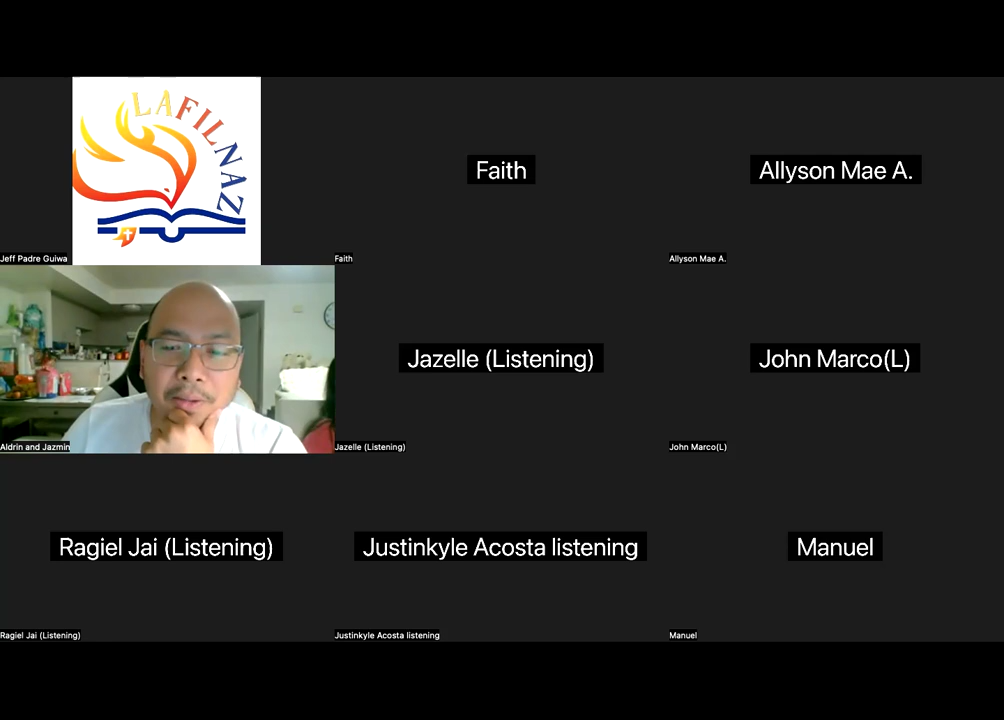 LAFILNAZ
Jeff Padre Guiwa
Faith
Faith
Allyson Mae A.
Allyson Mae A.
Aldrin and Jazmin
Jazelle (Listening)
Jazelle (Listening)
John Marco(L)
John Marco(L)
Ragiel Jai (Listening)
Ragiel Jai (Listening)
Justinkyle Acosta listening
Justinkyle Acosta listening
Manuel
Manuel